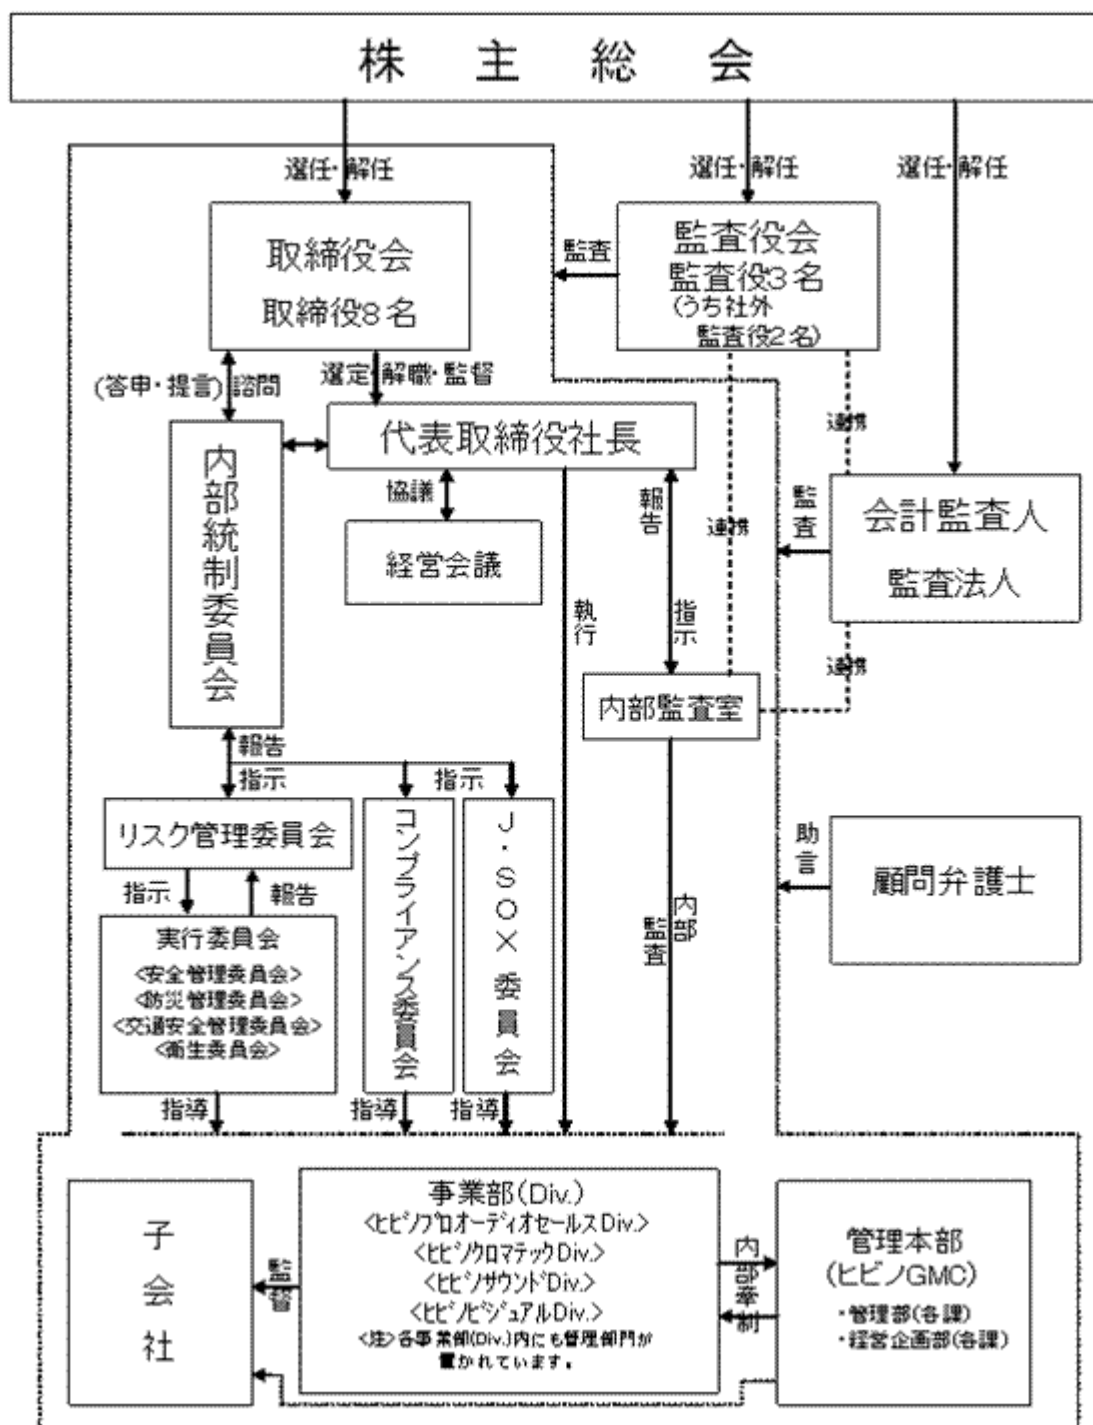 株主総会
選任・解任
選任・解任
選任・解任
取締役会
取締役8名
監査
監査役会
監査役3名
(うち社外
監査役2名)
(答申・提言)諮問
選定・解職・監督
代表取締役社長
連携
内部統制委員会
協議
経営会議
報告
指示
連携
監査
会計監査人
監査法人
執行
連携
内部監査室
報告
指示
指示
リスク管理委員会
コンプライアンス委員会
J・SOX委員会
助言
顧問弁護士
指示
報告
実行委員会
<安全管理委員会>
<防災管理委員会>
<交通安全管理委員会>
<衛生委員会>
内部
監査
指導
指導
指導
子会社
監督
事業部(Div.)
<ヒビノプロオーディオセールスDiv.>
<ヒビノクロマテックDiv.>
<ヒビノサウンドDiv.>
<ヒビノビジュアルDiv.>
<注>各事業部(Div.)内にも管理部門が
置かれています。
内部牽制
管理本部
(ヒビノGMC)
・管理部(各課)
・経営企画部(各課)